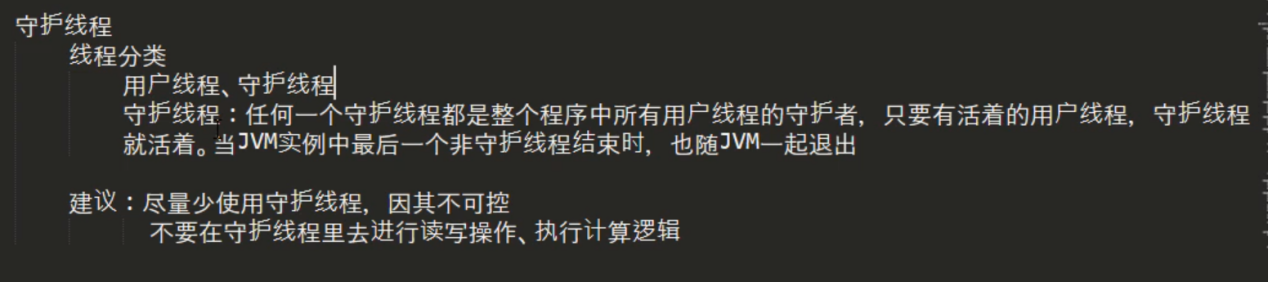 守护线程
线程分类
用户线程、守护线程
守护线程：任何一个守护线程都是整个程序中所有用户线程的守护者，只要有活着的用户线程，守护线程
就活着。当JVM实例中最后一个非守护线程结束时，也随JVM一起退出
建议：尽量少使用守护线程，因其不可控
不要在守护线程里去进行读写操作、执行计算逻辑